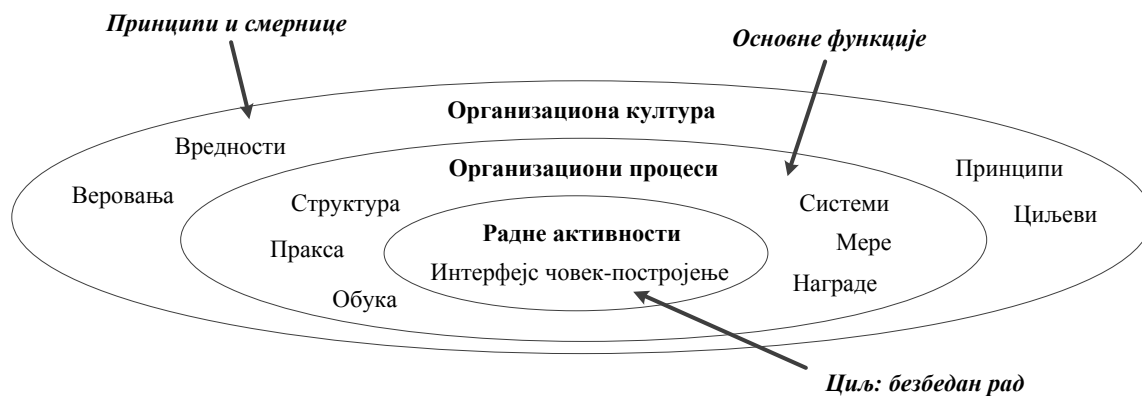 Принципи и смернице
Основне функције
Организациона култура
Вредности
Организациони процеси
Принципи
Веровања
Структура
Системи
Циљеви
Радне активности
Пракса
Мере
Интерфејс човек-постројење
Обука
Награде
Циљ: безбедан рад